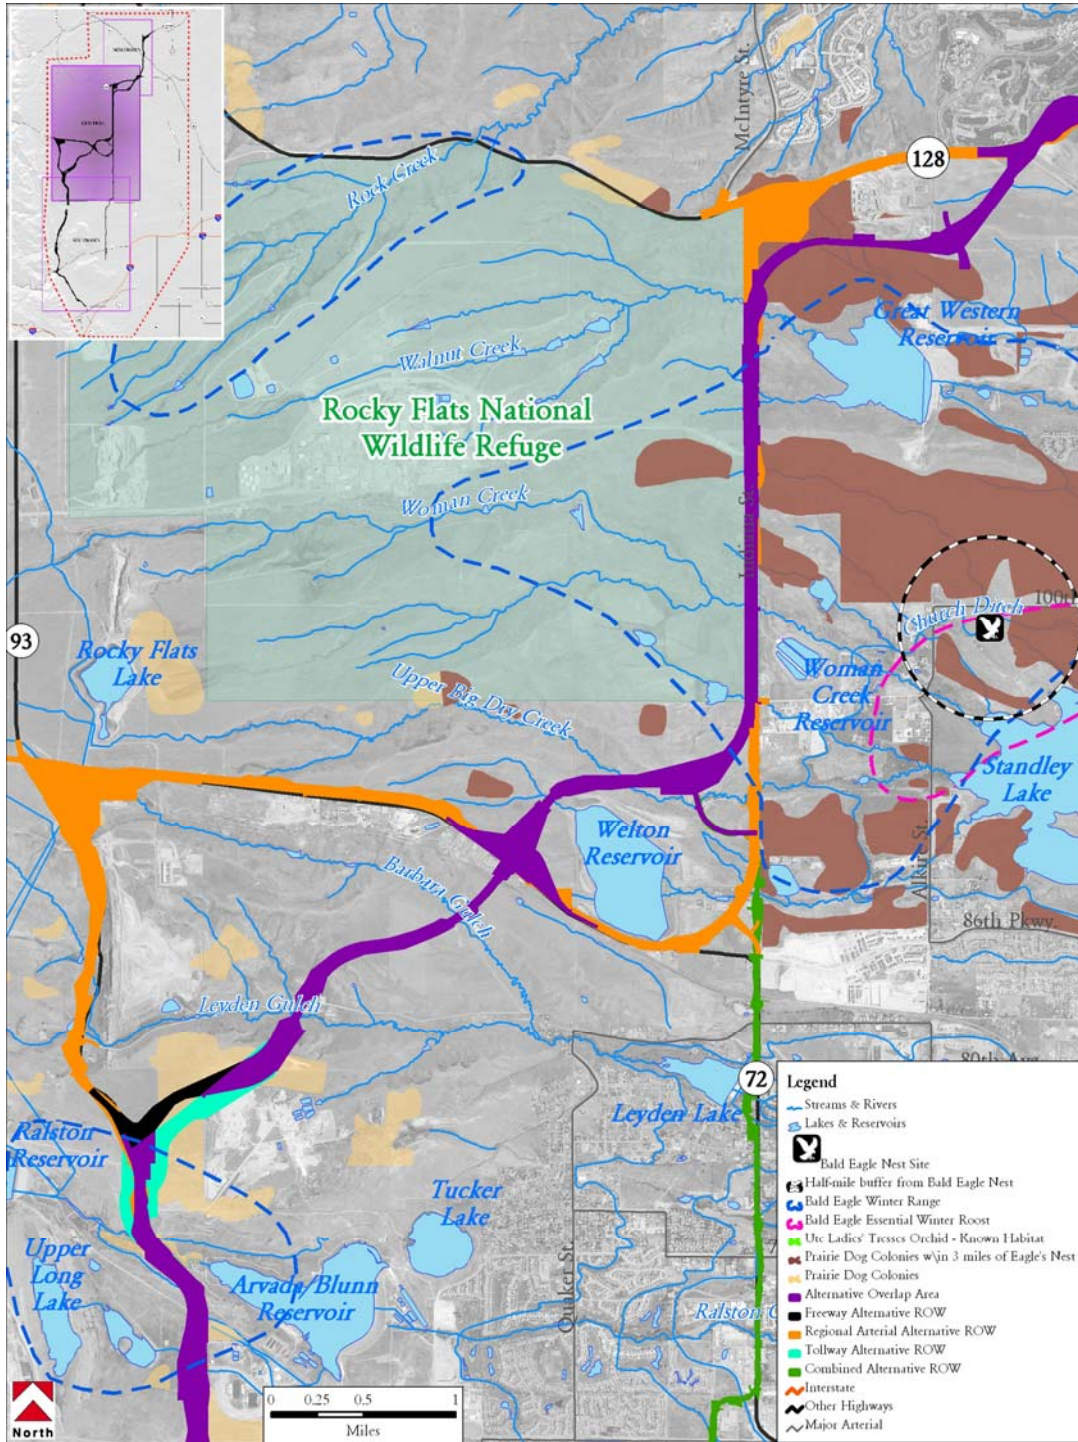 McIntyre St.
128
Rock Creek
Great Western
Reservoir
Walnut Creek
Rocky Flats National
Wildlife Refuge
Woman Creek
Indiana St.
Church Ditch
93
Rocky Flats
Lake
Upper Big Dry Creek
Woman
Creek
Reservoir
Standley
Lake
Welton
Reservoir
Barbara Gulch
Alkire St.
86th Pkwy.
Leyden Gulch
80th Ave.
72
Leyden Lake
Ralston
Reservoir
Tucker
Lake
Upper
Long
Lake
Arvada/Blunn
Reservoir
Quaker St.
Ralston C
Legend
Streams & Rivers
Lakes & Reservoirs
Bald Eagle Nest Site
Half-mile buffer from Bald Eagle Nest
Bald Eagle Winter Range
Bald Eagle Essential Winter Roost
Ute Ladies' Tresses Orchid - Known Habitat
Prairie Dog Colonies w\in 3 miles of Eagle's Nest
Prairie Dog Colonies
Alternative Overlap Area
Freeway Alternative ROW
Regional Arterial Alternative ROW
Tollway Alternative ROW
Combined Alternative ROW
Interstate
Other Highways
Major Arterial
North
0 0.25 0.5 1
Miles